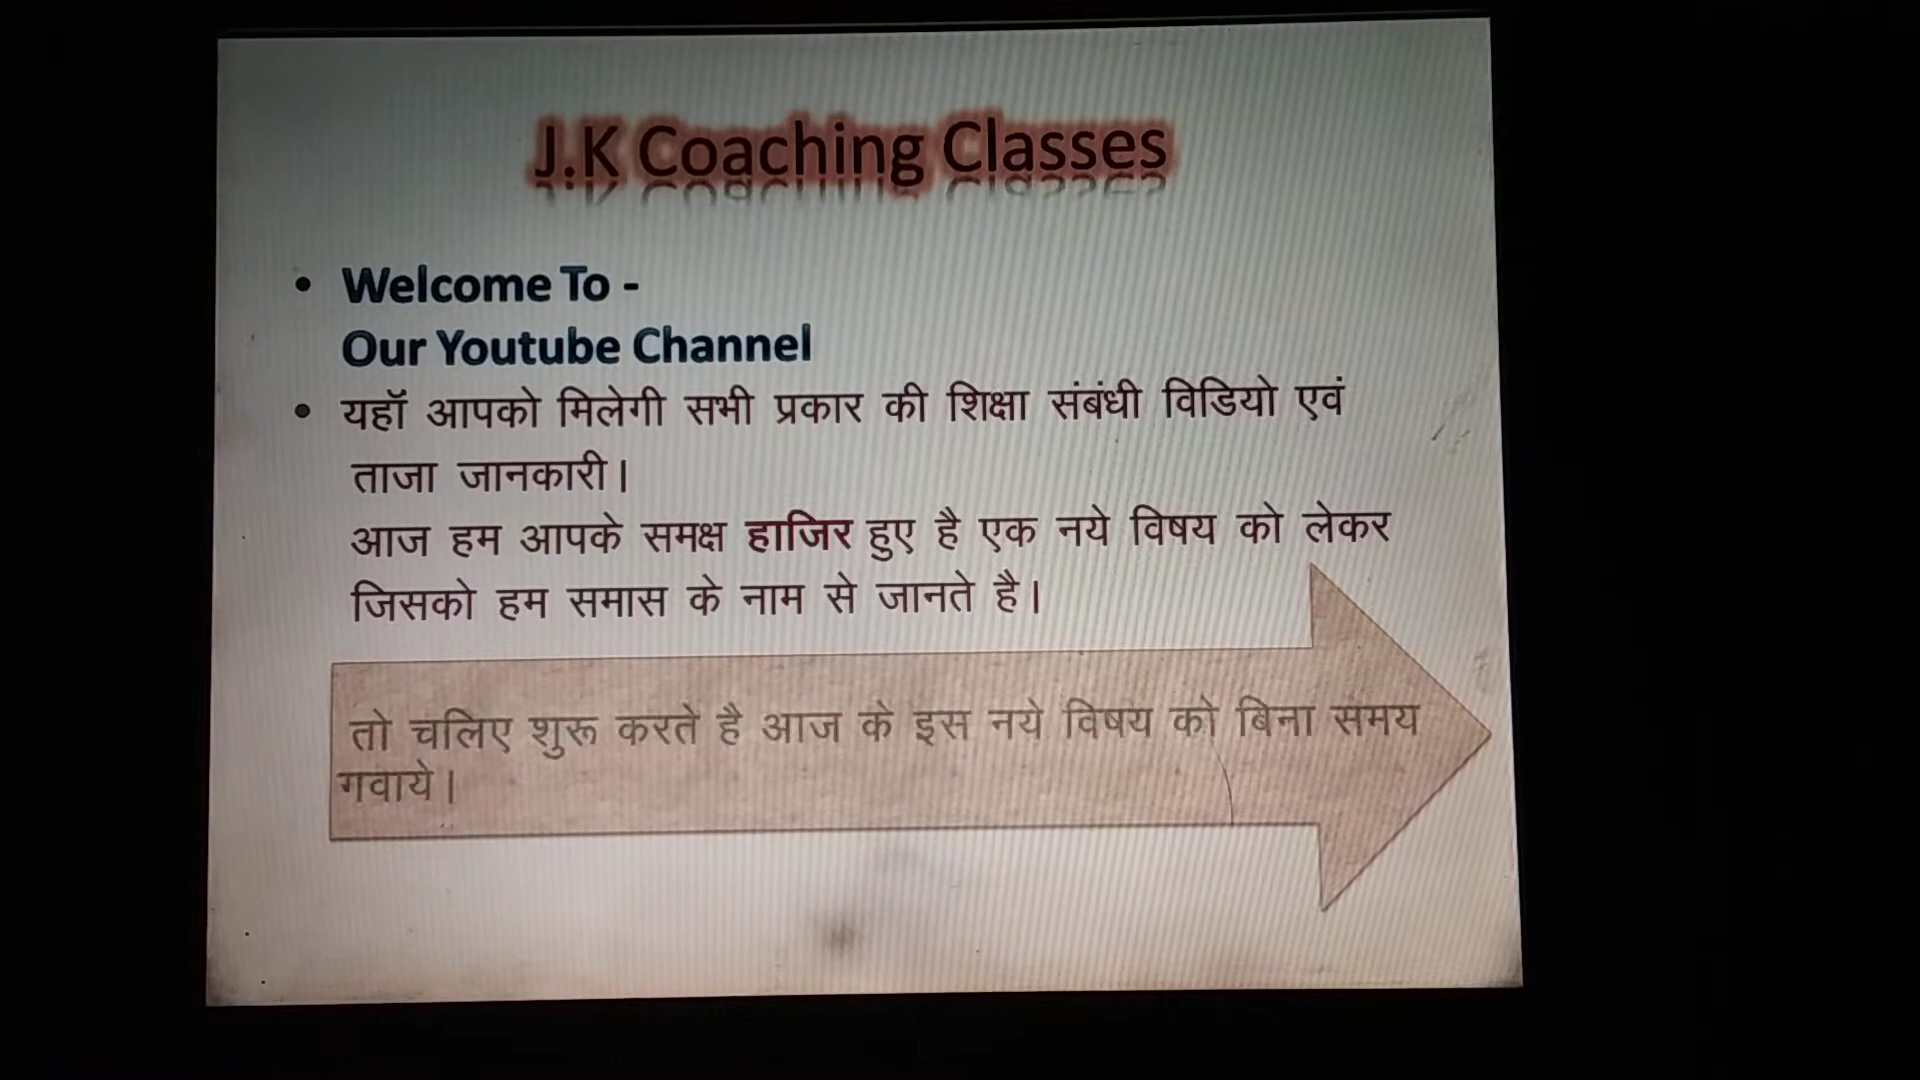 J.K Coaching Classes
• Welcome To -
Our Youtube Channel
• यहॉ आपको मिलेगी सभी प्रकार की शिक्षा संबंधी विडियो एवं
ताजा जानकारी।
आज हम आपके समक्ष हाजिर हुए है एक नये विषय को लेकर
जिसको हम समास के नाम से जानते है।
तो चलिए शुरू करते है आज के इस नये विषय को बिना समय
गवाये।